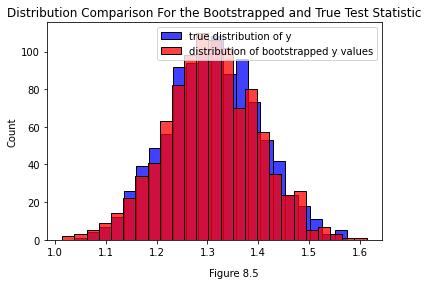 Distribution Comparison For the Bootstrapped and True Test Statistic
true distribution of y
distribution of bootstrapped y values
100
80
60
40
20
0
Count
1.0 1.1 1.2 1.3 1.4 1.5 1.6
Figure 8.5